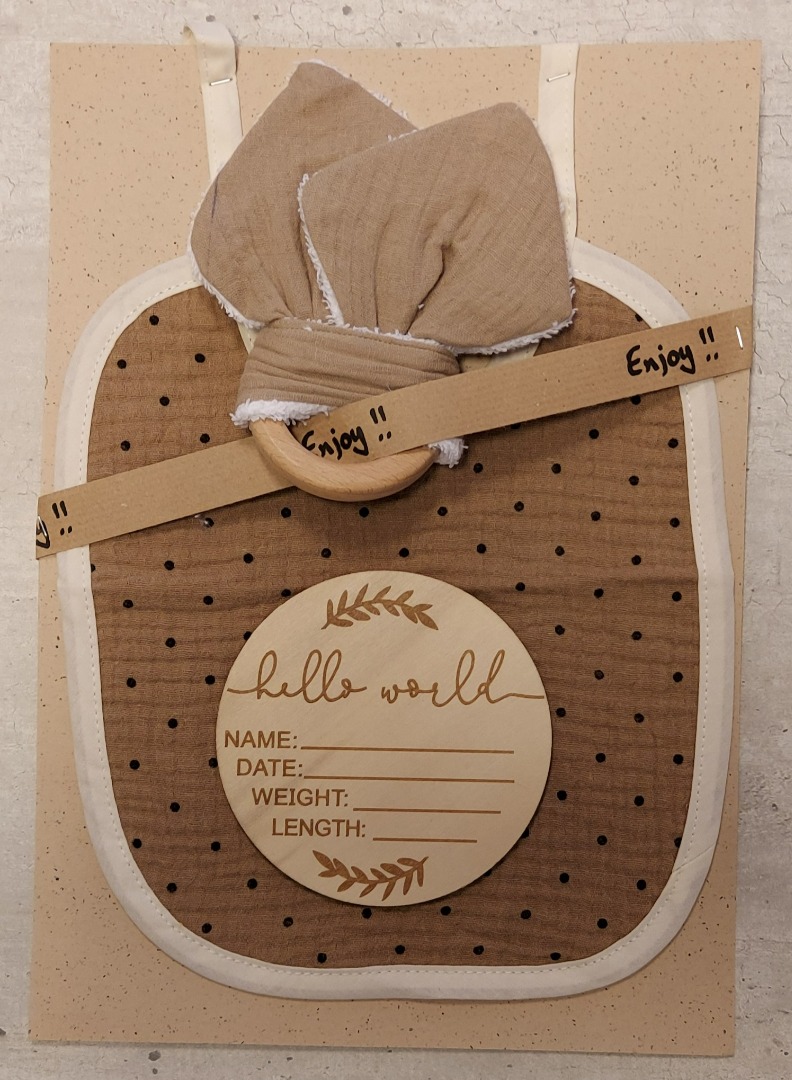 Enjoy !!
Enjoy !!
y !!
hello world
NAME:
DATE:
WEIGHT:
LENGTH: